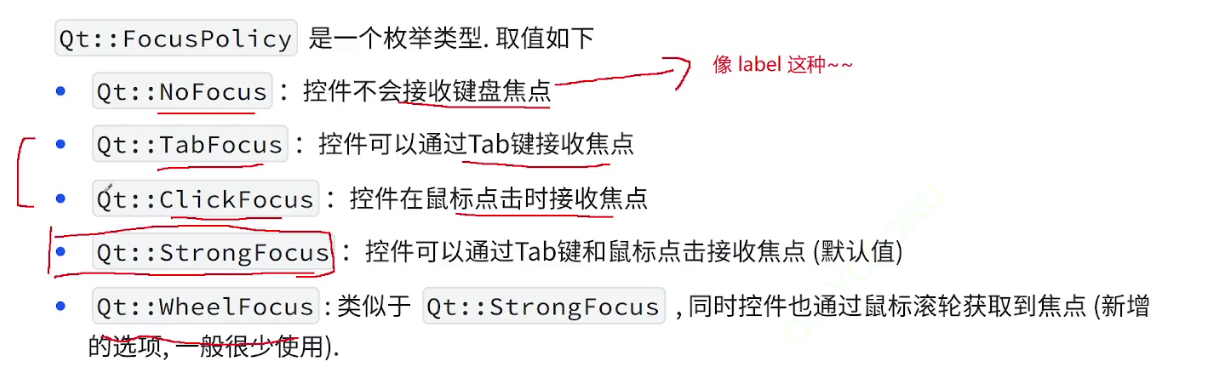 Qt::FocusPolicy 是一个枚举类型. 取值如下
像 label 这种~~
Qt::NoFocus：控件不会接收键盘焦点
Qt::TabFocus：控件可以通过Tab键接收焦点
Qt::ClickFocus：控件在鼠标点击时接收焦点
Qt::StrongFocus：控件可以通过Tab键和鼠标点击接收焦点 (默认值)
Qt::WheelFocus : 类似于 Qt::StrongFocus , 同时控件也通过鼠标滚轮获取到焦点 (新增
的选项, 一般很少使用).